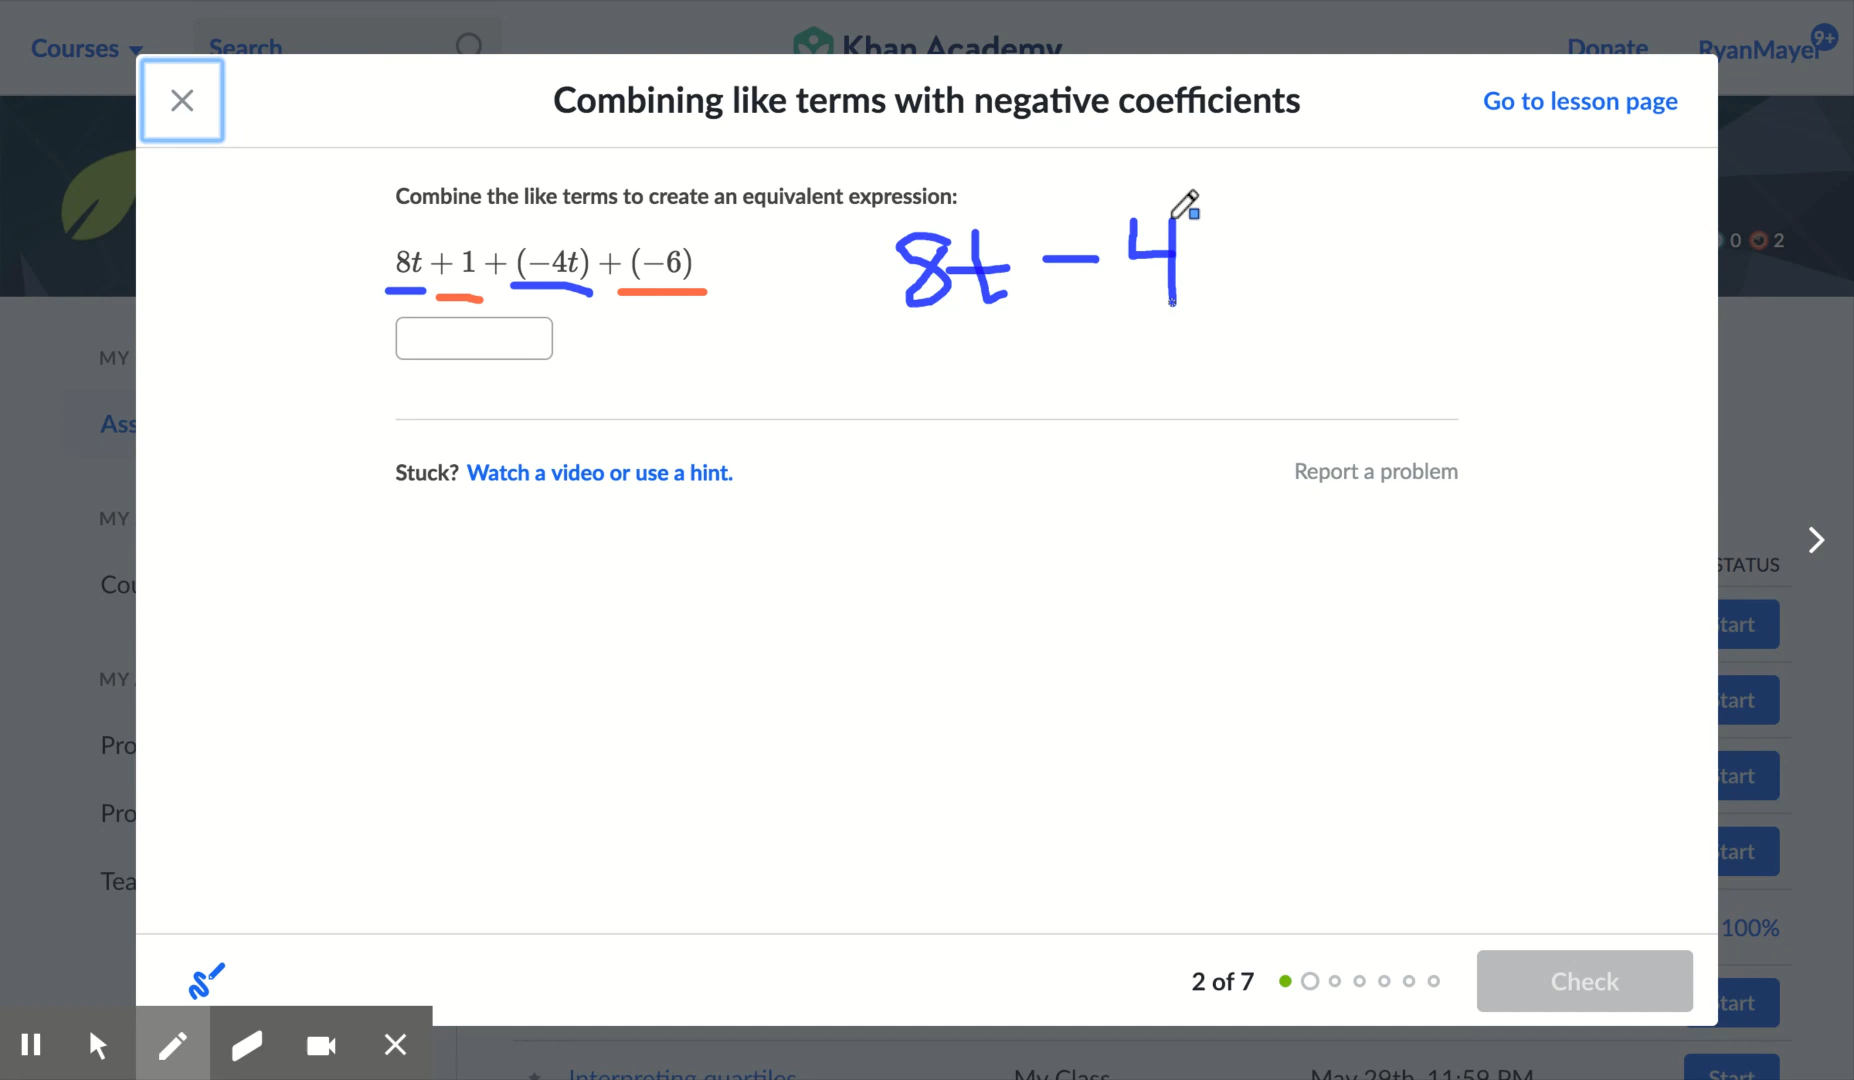 Courses Search Khan Academy Donate RyanMayer 9+
Combining like terms with negative coefficients Go to lesson page
Combine the like terms to create an equivalent expression:
8t + 1 + (−4t) + (−6)
8t − 4
0 2
MY
Ass
Stuck? Watch a video or use a hint. Report a problem
MY
STATUS
Cou
tart
MY
tart
Pro
tart
Pro
tart
Tea
100%
2 of 7 Check
tart
Interpreting quartiles My Class May 29th, 11:59 PM Start